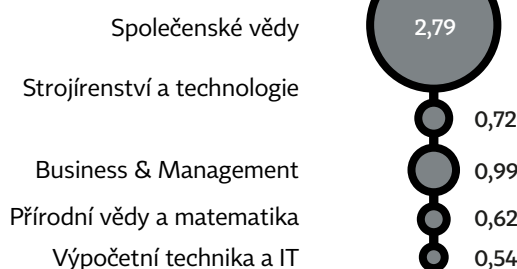 Společenské vědy 2,79
Strojírenství a technologie
0,72
Business & Management 0,99
Přírodní vědy a matematika 0,62
Výpočetní technika a IT 0,54